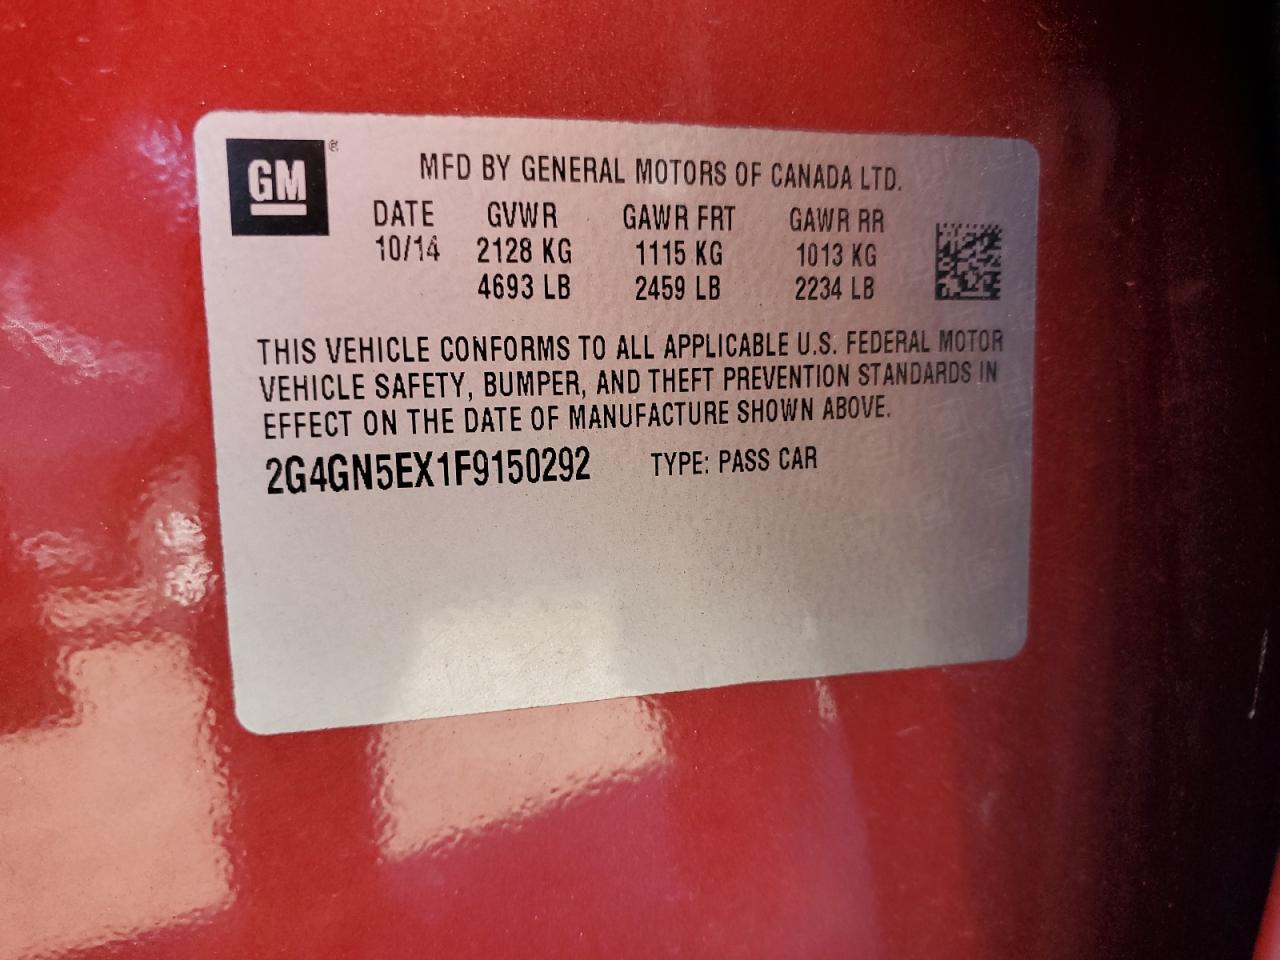 GM ®
MFD BY GENERAL MOTORS OF CANADA LTD.
DATE GVWR GAWR FRT GAWR RR
10/14 2128 KG 1115 KG 1013 KG
4693 LB 2459 LB 2234 LB
THIS VEHICLE CONFORMS TO ALL APPLICABLE U.S. FEDERAL MOTOR
VEHICLE SAFETY, BUMPER, AND THEFT PREVENTION STANDARDS IN
EFFECT ON THE DATE OF MANUFACTURE SHOWN ABOVE.
2G4GN5EX1F9150292 TYPE: PASS CAR